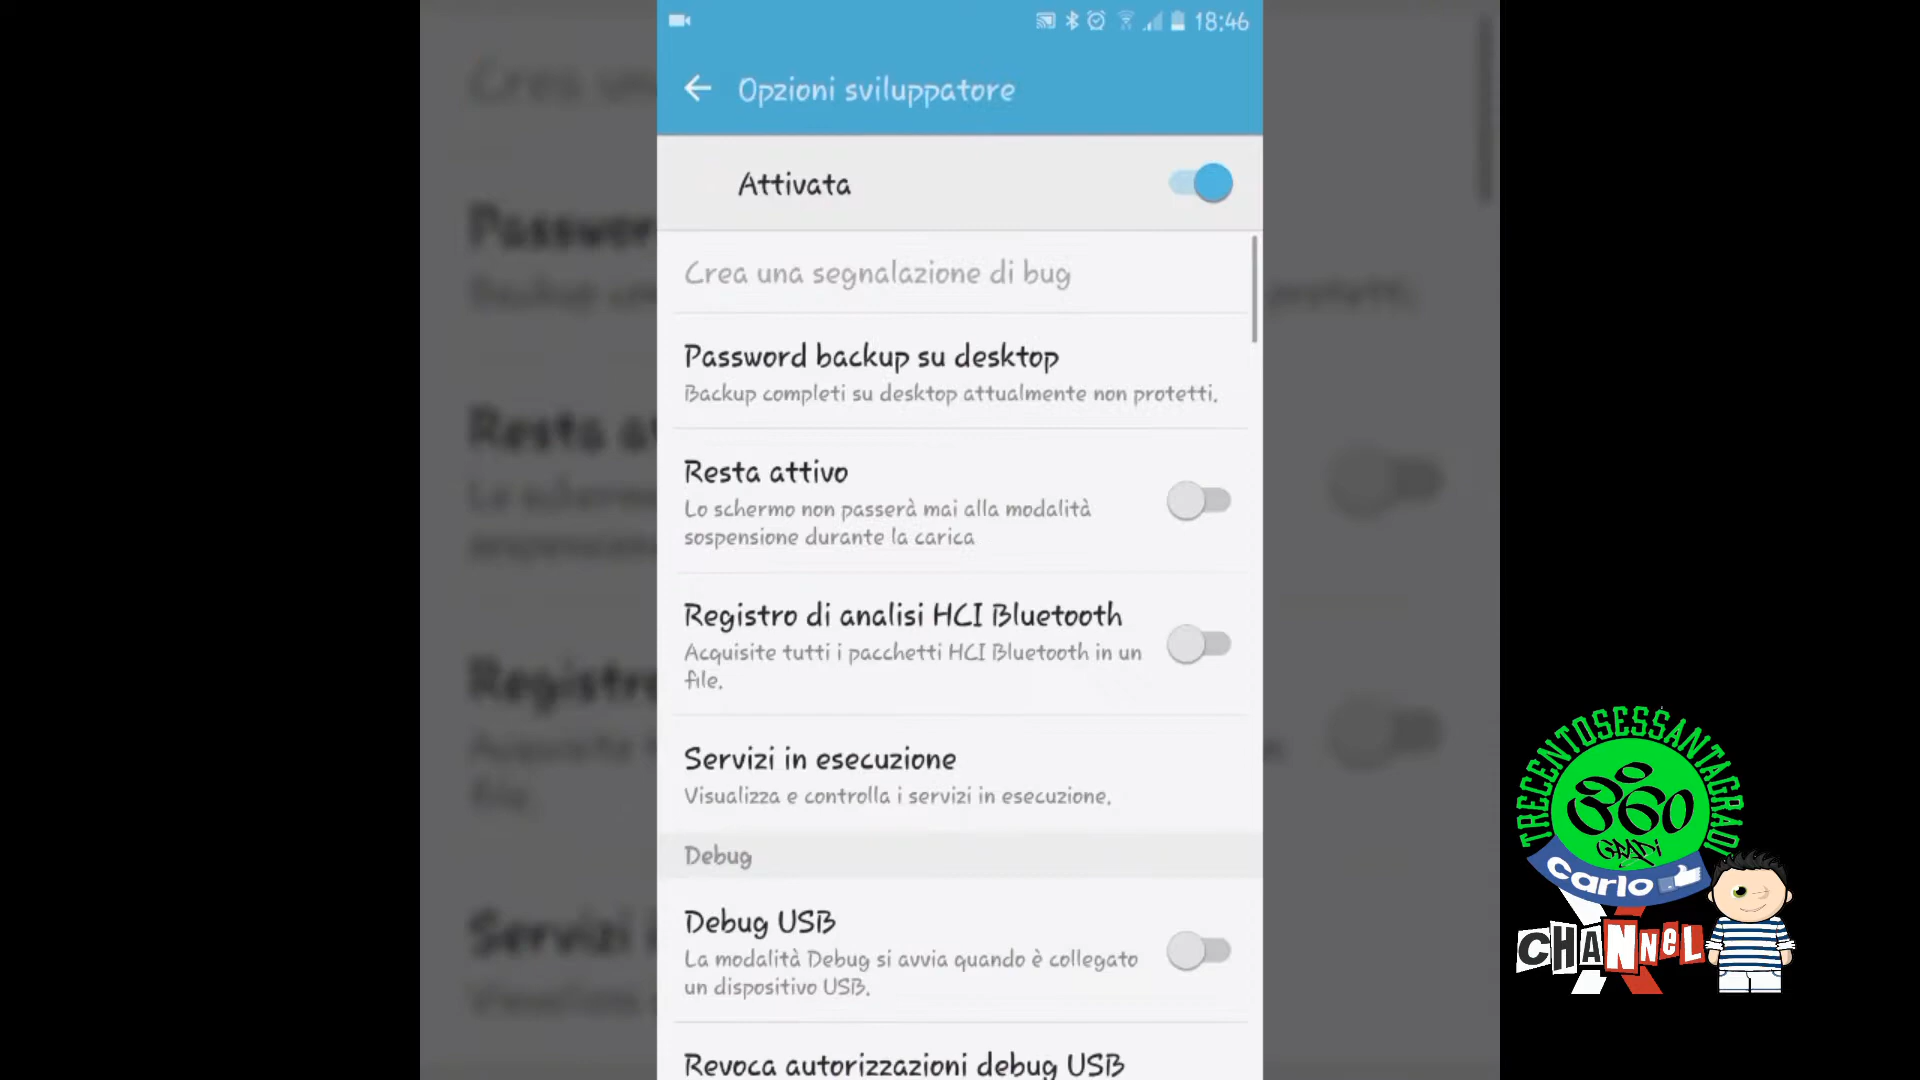 18:46
Opzioni sviluppatore
Attivata
Crea una segnalazione di bug
Password backup su desktop
Backup completi su desktop attualmente non protetti.
Resta attivo
Lo schermo non passerà mai alla modalità
sospensione durante la carica
Registro di analisi HCI Bluetooth
Acquisite tutti i pacchetti HCI Bluetooth in un
file.
Servizi in esecuzione
Visualizza e controlla i servizi in esecuzione.
Debug
Debug USB
La modalità Debug si avvia quando è collegato
un dispositivo USB.
Revoca autorizzazioni debug USB
TRECENTOSESSANTAGRADI
360
GRADI
carlo
CHANNEL